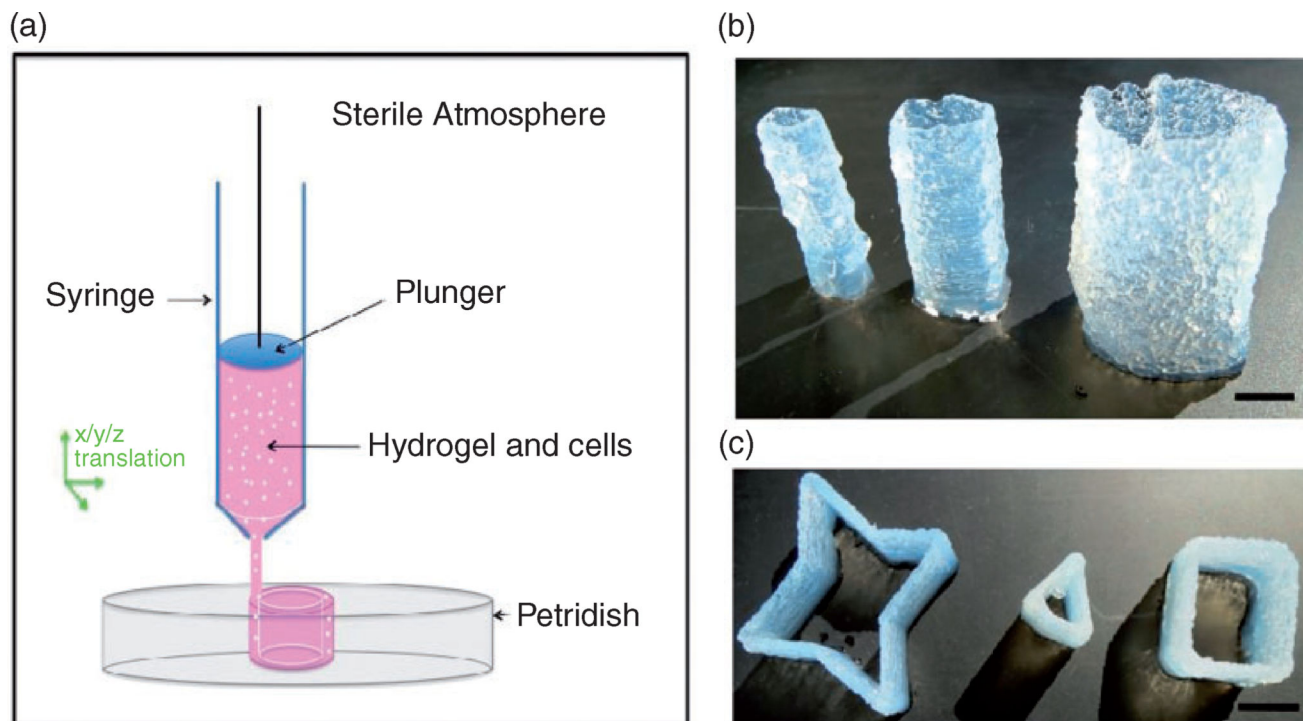 (a)
Sterile Atmosphere
Syringe
Plunger
x/y/z
translation
Hydrogel and cells
Petridish
(b)
(c)